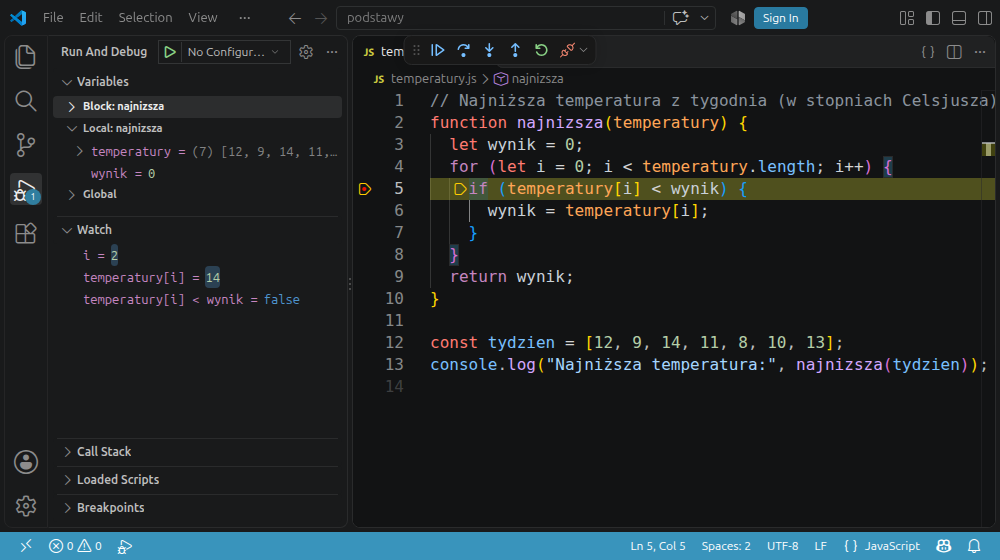 File Edit Selection View ··· podstawy Sign In
Run And Debug No Configur... ···
Variables
Block: najnizsza
Local: najnizsza
temperatury = (7) [12, 9, 14, 11,…
wynik = 0
Global
Watch
i = 2
temperatury[i] = 14
temperatury[i] < wynik = false
Call Stack
Loaded Scripts
Breakpoints
1
JS tem
JS temperatury.js > najnizsza
1 // Najniższa temperatura z tygodnia (w stopniach Celsjusza)
2 function najnizsza(temperatury) {
3 let wynik = 0;
4 for (let i = 0; i < temperatury.length; i++) {
5 if (temperatury[i] < wynik) {
6 wynik = temperatury[i];
7 }
8 }
9 return wynik;
10 }
11
12 const tydzien = [12, 9, 14, 11, 8, 10, 13];
13 console.log("Najniższa temperatura:", najnizsza(tydzien));
14
0 0 Ln 5, Col 5 Spaces: 2 UTF-8 LF { } JavaScript